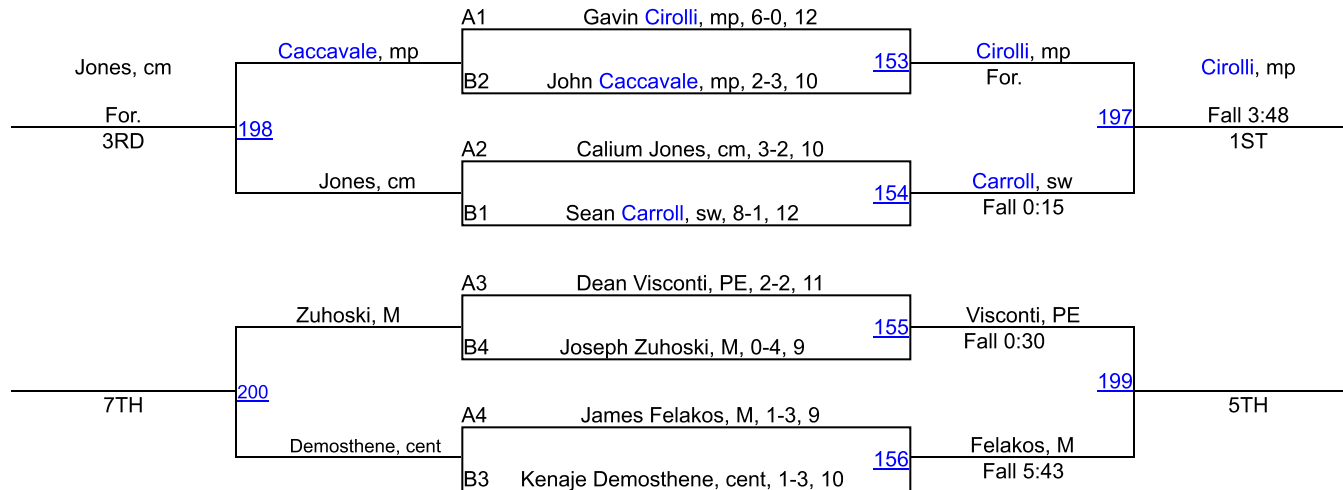 A1 Gavin Cirolli, mp, 6-0, 12
Caccavale, mp
153
Cirolli, mp
Jones, cm
Cirolli, mp
B2 John Caccavale, mp, 2-3, 10
For.
For.
198
197
Fall 3:48
3RD
1ST
A2 Calium Jones, cm, 3-2, 10
Jones, cm
154
Carroll, sw
B1 Sean Carroll, sw, 8-1, 12
Fall 0:15
A3 Dean Visconti, PE, 2-2, 11
Zuhoski, M
155
Visconti, PE
B4 Joseph Zuhoski, M, 0-4, 9
Fall 0:30
200
199
7TH
5TH
A4 James Felakos, M, 1-3, 9
Demosthene, cent
156
Felakos, M
B3 Kenaje Demosthene, cent, 1-3, 10
Fall 5:43